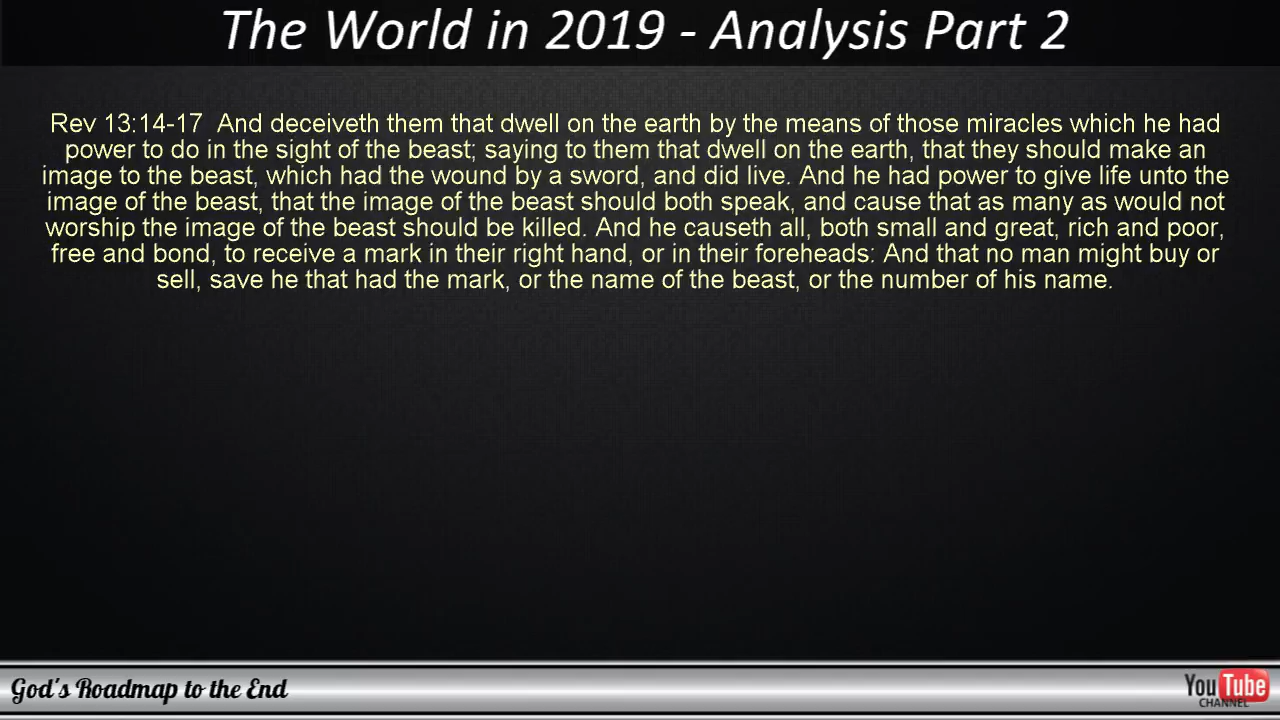 The World in 2019 - Analysis Part 2
Rev 13:14-17  And deceiveth them that dwell on the earth by the means of those miracles which he had
power to do in the sight of the beast; saying to them that dwell on the earth, that they should make an
image to the beast, which had the wound by a sword, and did live. And he had power to give life unto the
image of the beast, that the image of the beast should both speak, and cause that as many as would not
worship the image of the beast should be killed. And he causeth all, both small and great, rich and poor,
free and bond, to receive a mark in their right hand, or in their foreheads: And that no man might buy or
sell, save he that had the mark, or the name of the beast, or the number of his name.
God's Roadmap to the End
YouTube
CHANNEL